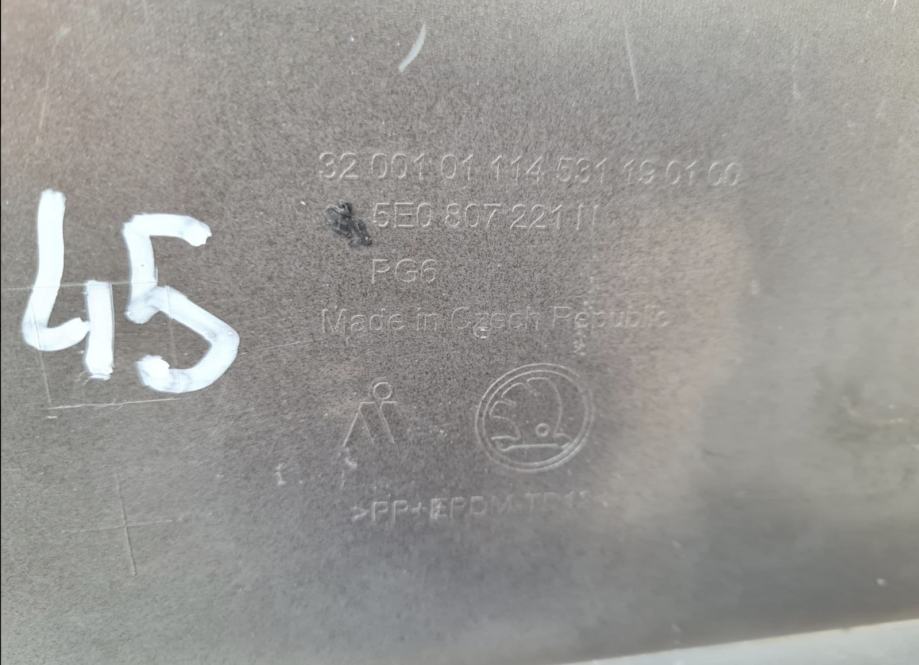 32 001 01 114 531 19 01 00
5E0 807 221
PG6
Made in Czech Republic
45
>PP+EPDM-